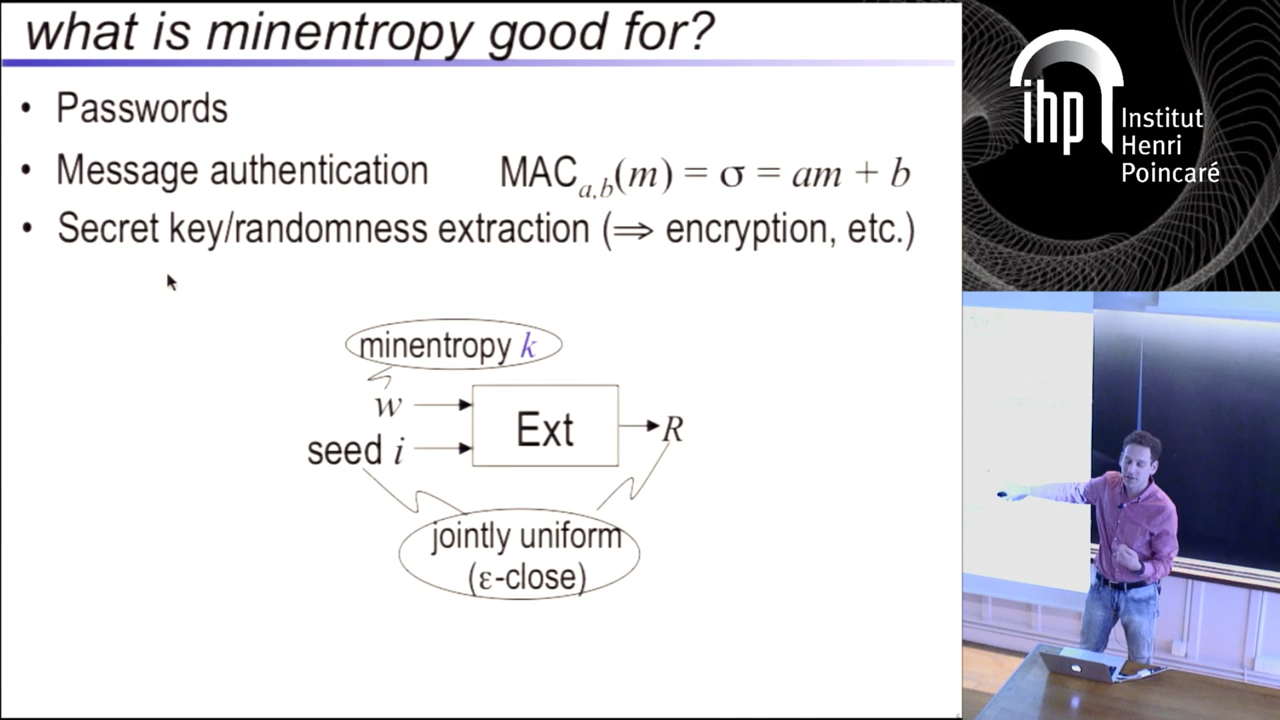 what is minentropy good for?
• Passwords
• Message authentication MACa,b(m) = σ = am + b
• Secret key/randomness extraction (⇒ encryption, etc.)
minentropy k
w
seed i
Ext
R
jointly uniform
(ε-close)
ihp
Institut
Henri
Poincaré